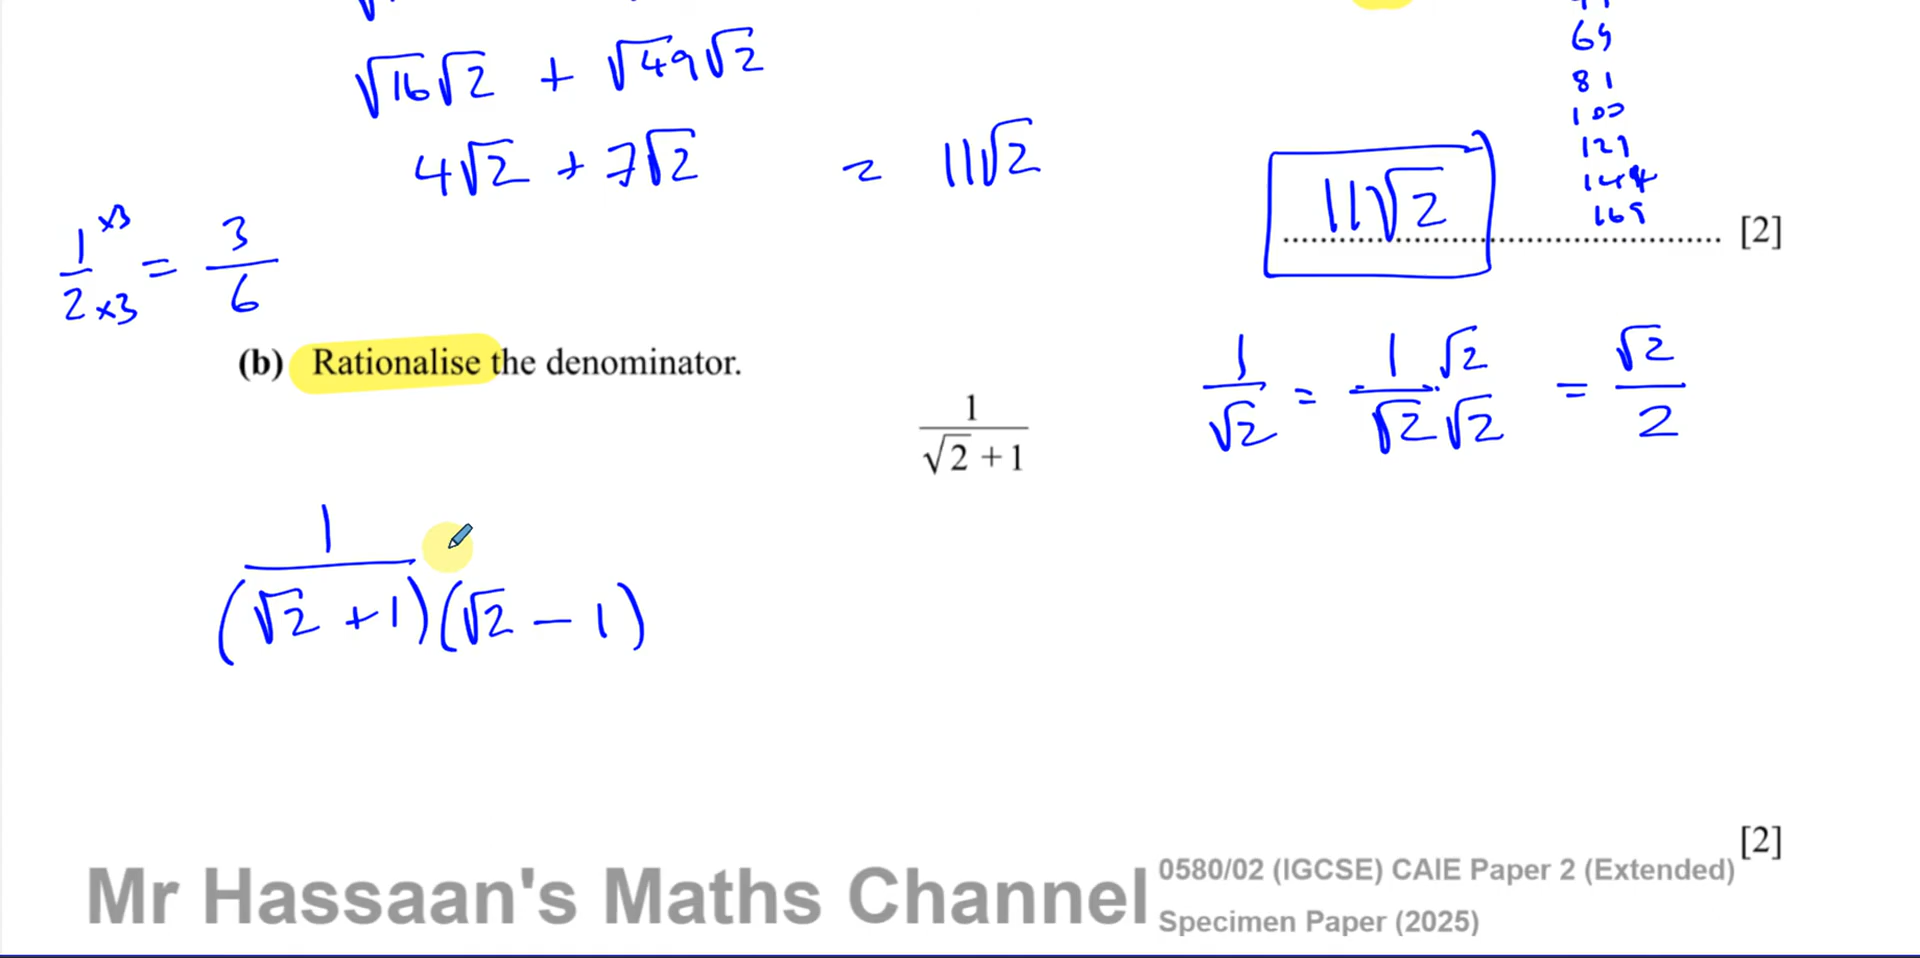 √16√2 + √49√2
69
81
100
4√2 + 7√2 = 11√2
121
144
169
11√2
........................................................ [2]
1 ×3 / 2 ×3 = 3/6
(b) Rationalise the denominator.
1/√2 = 1√2/√2√2 = √2/2
1/(√2 + 1)
1
(√2 + 1)(√2 − 1)
[2]
Mr Hassaan's Maths Channel
0580/02 (IGCSE) CAIE Paper 2 (Extended)
Specimen Paper (2025)